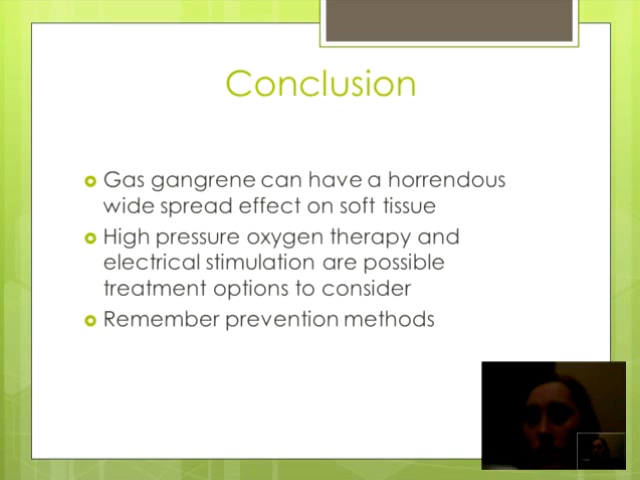 Conclusion
Gas gangrene can have a horrendous
wide spread effect on soft tissue
High pressure oxygen therapy and
electrical stimulation are possible
treatment options to consider
Remember prevention methods